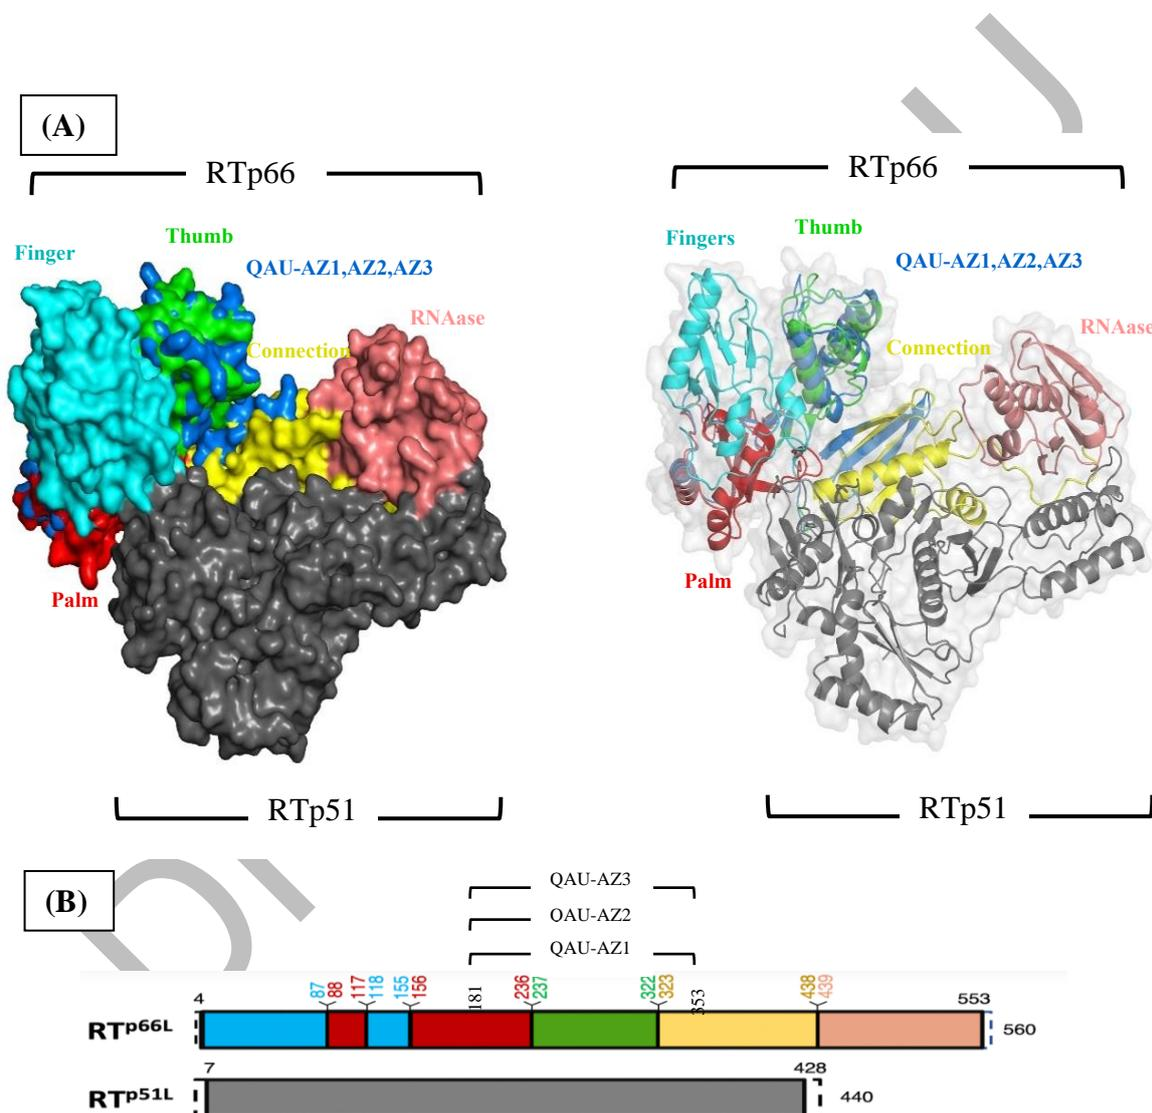 (A)
RTp66
RTp66
Finger
Thumb
QAU-AZ1,AZ2,AZ3
Connection
RNAase
Palm
Fingers
Thumb
QAU-AZ1,AZ2,AZ3
Connection
RNAase
Palm
RTp51
RTp51
(B)
QAU-AZ3
QAU-AZ2
QAU-AZ1
4 87 88 117 118 155 156 181 236 237 322 323 353 438 439 553
RTp66L 560
7 428
RTp51L 440